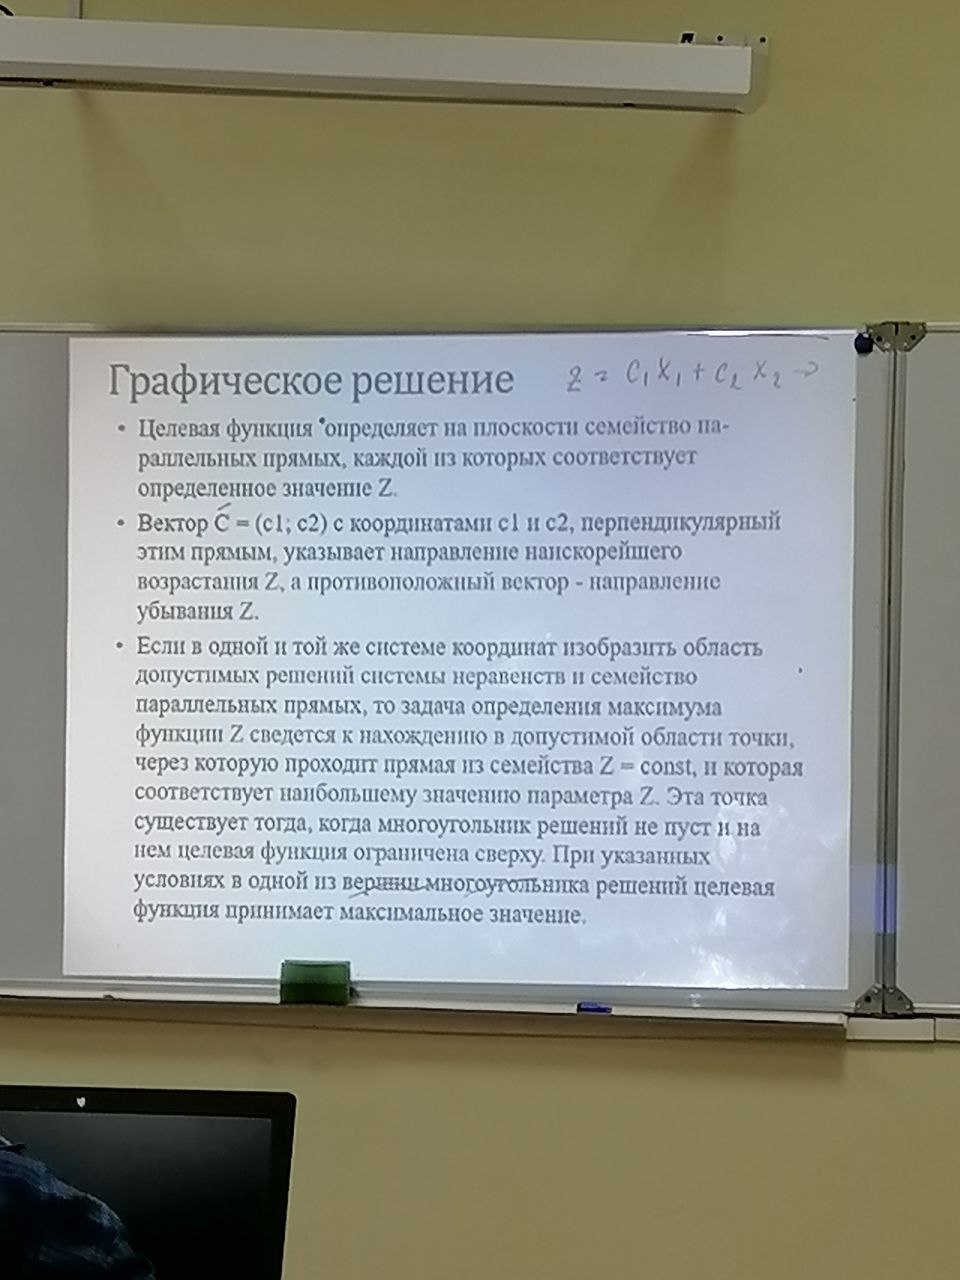 Графическое решение
Z = C₁X₁ + C₂X₂ →
• Целевая функция определяет на плоскости семейство па-
раллельных прямых, каждой из которых соответствует
определенное значение Z.
• Вектор C̅ = (c1; c2) с координатами c1 и c2, перпендикулярный
этим прямым, указывает направление наискорейшего
возрастания Z, а противоположный вектор - направление
убывания Z.
• Если в одной и той же системе координат изобразить область
допустимых решений системы неравенств и семейство
параллельных прямых, то задача определения максимума
функции Z сведется к нахождению в допустимой области точки,
через которую проходит прямая из семейства Z = const, и которая
соответствует наибольшему значению параметра Z. Эта точка
существует тогда, когда многоугольник решений не пуст и на
нем целевая функция ограничена сверху. При указанных
условиях в одной из вершин многоугольника решений целевая
функция принимает максимальное значение.